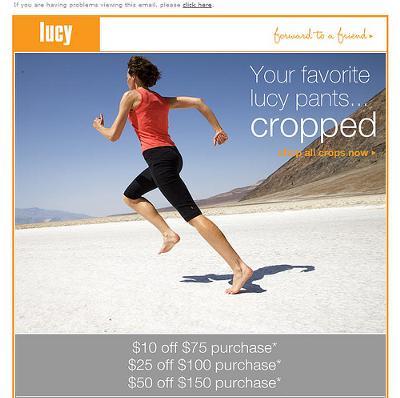 If you are having problems viewing this email, please click here.
lucy
forward to a friend ▸
Your favorite
lucy pants...
cropped
shop all crops now ▸
$10 off $75 purchase*
$25 off $100 purchase*
$50 off $150 purchase*